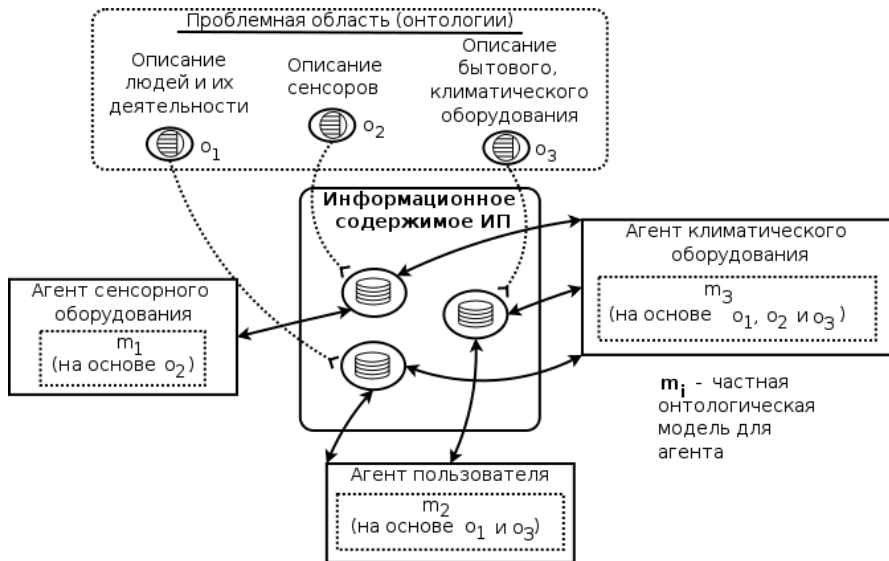 Проблемная область (онтологии)
Описание
людей и их
деятельности
o1
Описание
сенсоров
o2
Описание
бытового,
климатического
оборудования
o3
Информационное
содержимое ИП
Агент сенсорного
оборудования
m1
(на основе o2)
Агент климатического
оборудования
m3
(на основе o1, o2 и o3)
mi - частная
онтологическая
модель для
агента
Агент пользователя
m2
(на основе o1 и o3)